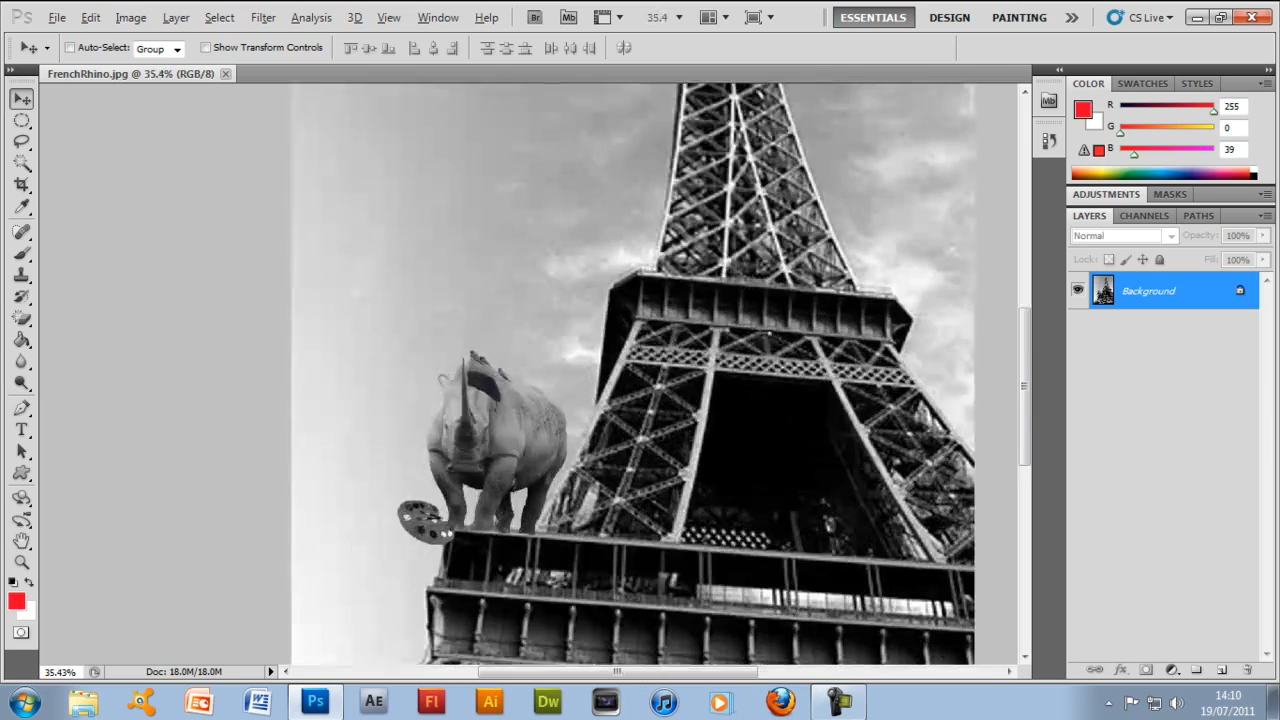 Ps File Edit Image Layer Select Filter Analysis 3D View Window Help Br Mb 35.4 ESSENTIALS DESIGN PAINTING CS Live
Auto-Select: Group Show Transform Controls
FrenchRhino.jpg @ 35.4% (RGB/8)
COLOR SWATCHES STYLES
Mb
R 255
G 0
B 39
ADJUSTMENTS MASKS
LAYERS CHANNELS PATHS
Normal Opacity: 100%
Lock: Fill: 100%
Background
T
35.43% Doc: 18.0M/18.0M
Ps AE Fl Ai Dw
14:10
19/07/2011